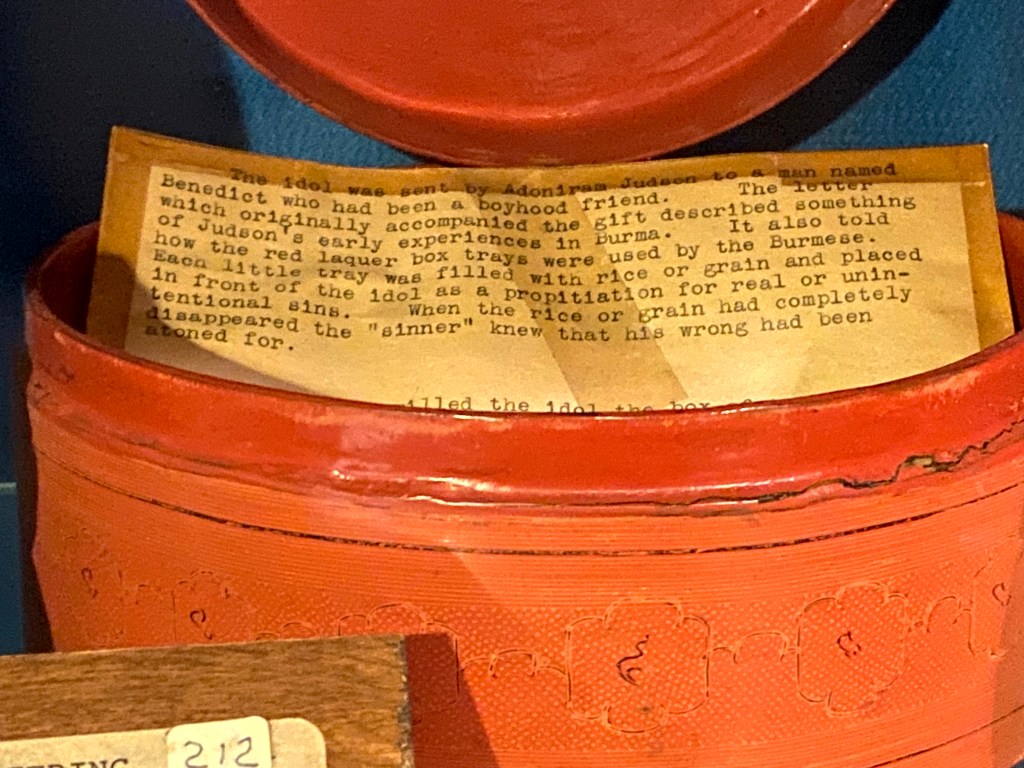 The idol was sent by Adoniram Judson to a man named
Benedict who had been a boyhood friend. The letter
which originally accompanied the gift described something
of Judson's early experiences in Burma. It also told
how the red laquer box trays were used by the Burmese.
Each little tray was filled with rice or grain and placed
in front of the idol as a propitiation for real or unin-
tentional sins. When the rice or grain had completely
disappeared the "sinner" knew that his wrong had been
atoned for.
the idol the box
212